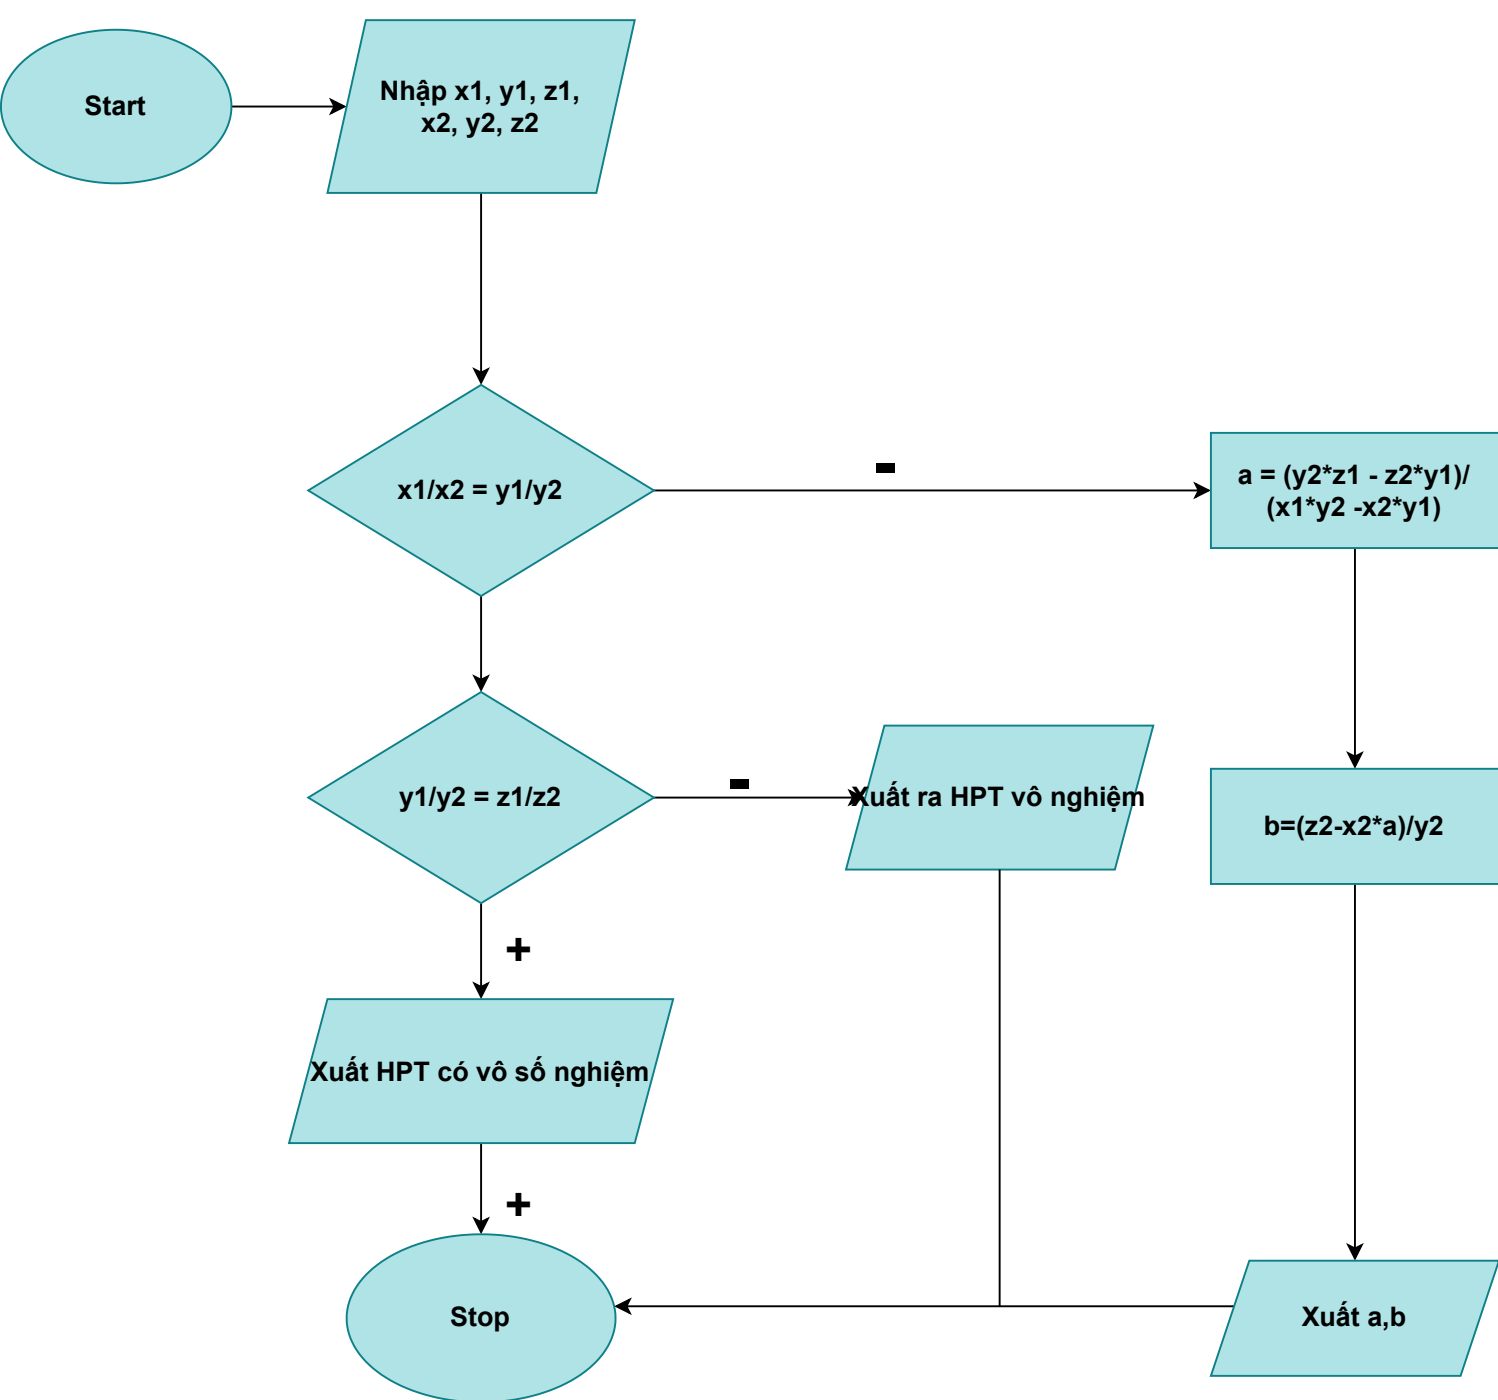 Start
Nhập x1, y1, z1,
x2, y2, z2
x1/x2 = y1/y2
-
a = (y2*z1 - z2*y1)/
(x1*y2 -x2*y1)
y1/y2 = z1/z2
-
Xuất ra HPT vô nghiệm
b=(z2-x2*a)/y2
+
Xuất HPT có vô số nghiệm
+
Stop
Xuất a,b